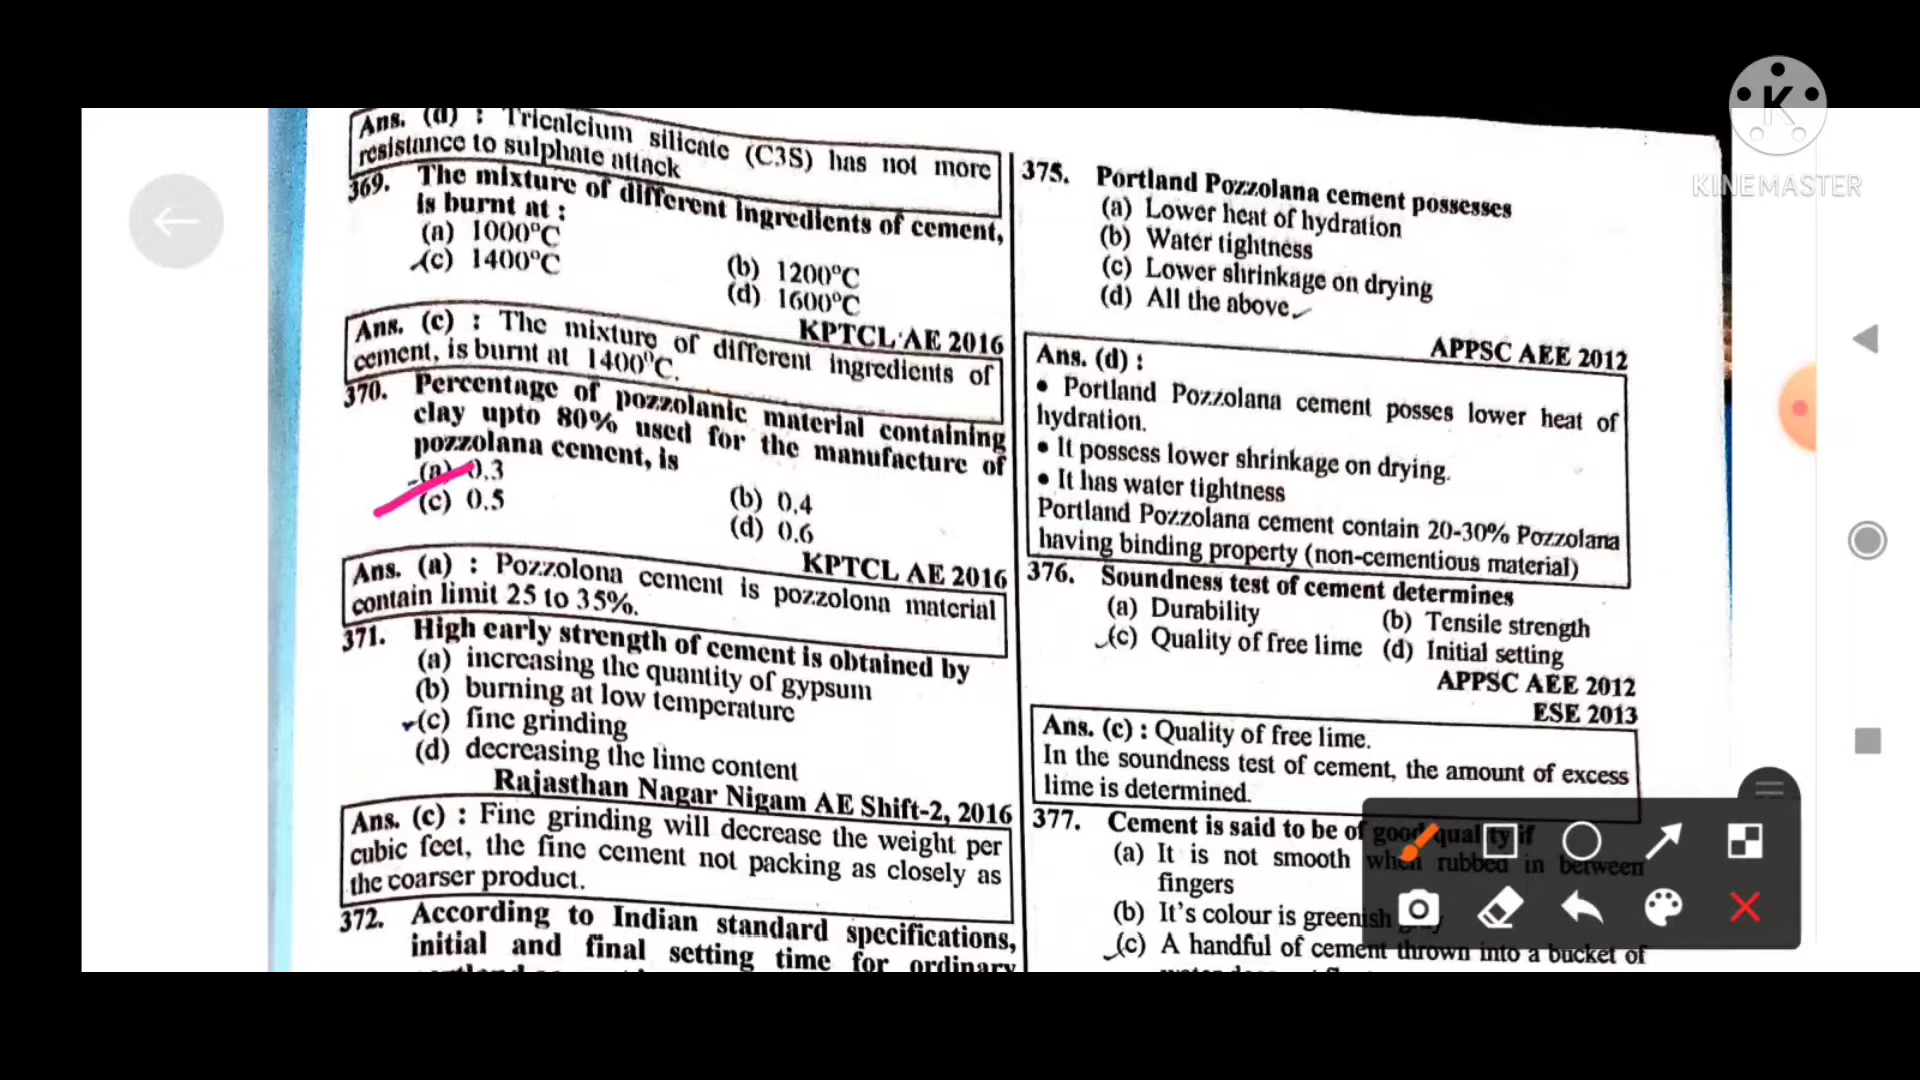 Ans. (d) : Tricalcium silicate (C3S) has not more
resistance to sulphate attack
369. The mixture of different ingredients of cement,
is burnt at :
(a) 1000°C
(b) 1200°C
(c) 1400°C
(d) 1600°C
KPTCL AE 2016
Ans. (c) : The mixture of different ingredients of
cement, is burnt at 1400°C.
370. Percentage of pozzolanic material containing
clay upto 80% used for the manufacture of
pozzolana cement, is
(a) 0.3
(b) 0.4
(c) 0.5
(d) 0.6
KPTCL AE 2016
Ans. (a) : Pozzolona cement is pozzolona material
contain limit 25 to 35%.
371. High early strength of cement is obtained by
(a) increasing the quantity of gypsum
(b) burning at low temperature
(c) fine grinding
(d) decreasing the lime content
Rajasthan Nagar Nigam AE Shift-2, 2016
Ans. (c) : Fine grinding will decrease the weight per
cubic feet, the fine cement not packing as closely as
the coarser product.
372. According to Indian standard specifications,
initial and final setting time for ordinary
375. Portland Pozzolana cement possesses
(a) Lower heat of hydration
(b) Water tightness
(c) Lower shrinkage on drying
(d) All the above
APPSC AEE 2012
Ans. (d) :
• Portland Pozzolana cement posses lower heat of
hydration.
• It possess lower shrinkage on drying.
• It has water tightness
Portland Pozzolana cement contain 20-30% Pozzolana
having binding property (non-cementious material)
376. Soundness test of cement determines
(a) Durability (b) Tensile strength
(c) Quality of free lime (d) Initial setting
APPSC AEE 2012
ESE 2013
Ans. (c) : Quality of free lime.
In the soundness test of cement, the amount of excess
lime is determined.
377. Cement is said to be of good quality if
(a) It is not smooth when rubbed in between
fingers
(b) It's colour is greenish gray
(c) A handful of cement thrown into a bucket of
K
KINEMASTER